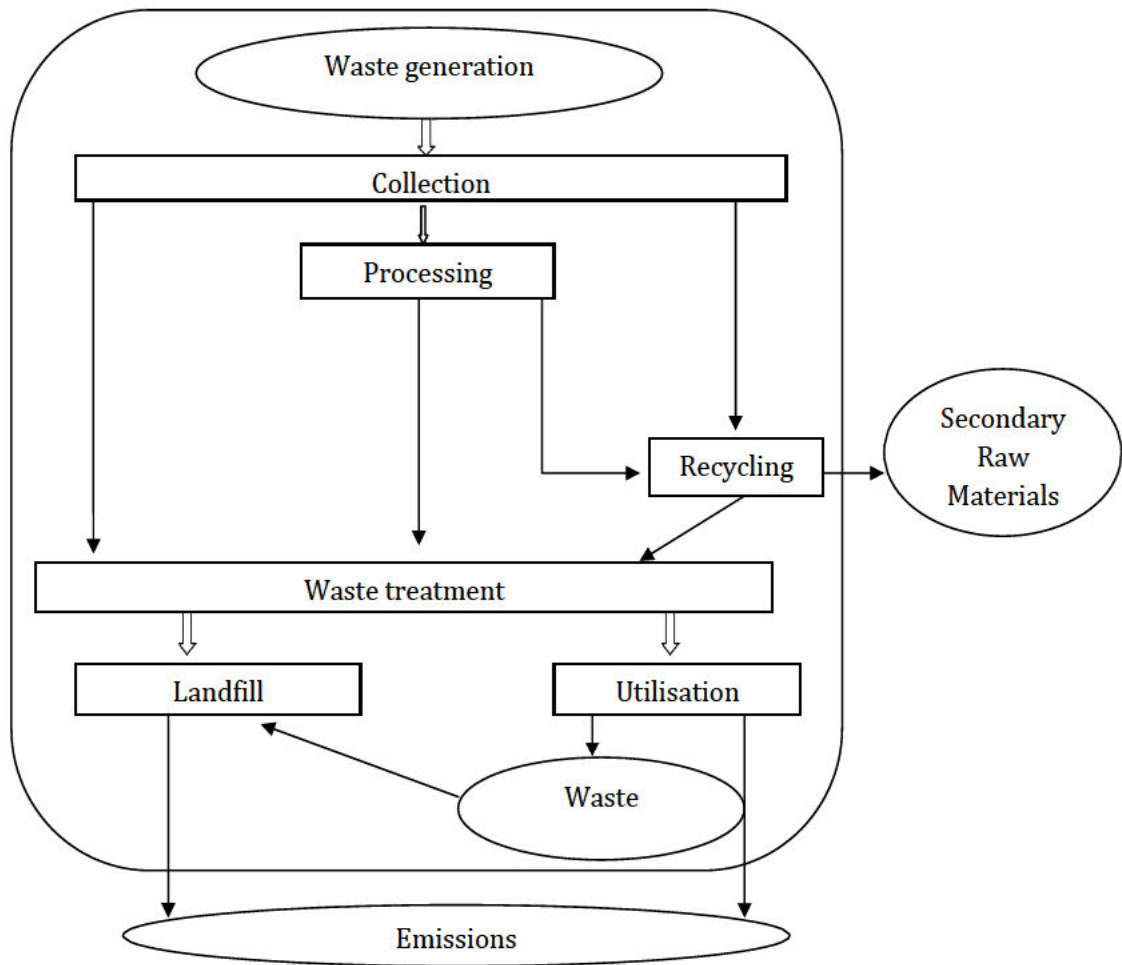 Waste generation
Collection
Processing
Secondary
Raw
Materials
Recycling
Waste treatment
Landfill
Utilisation
Waste
Emissions